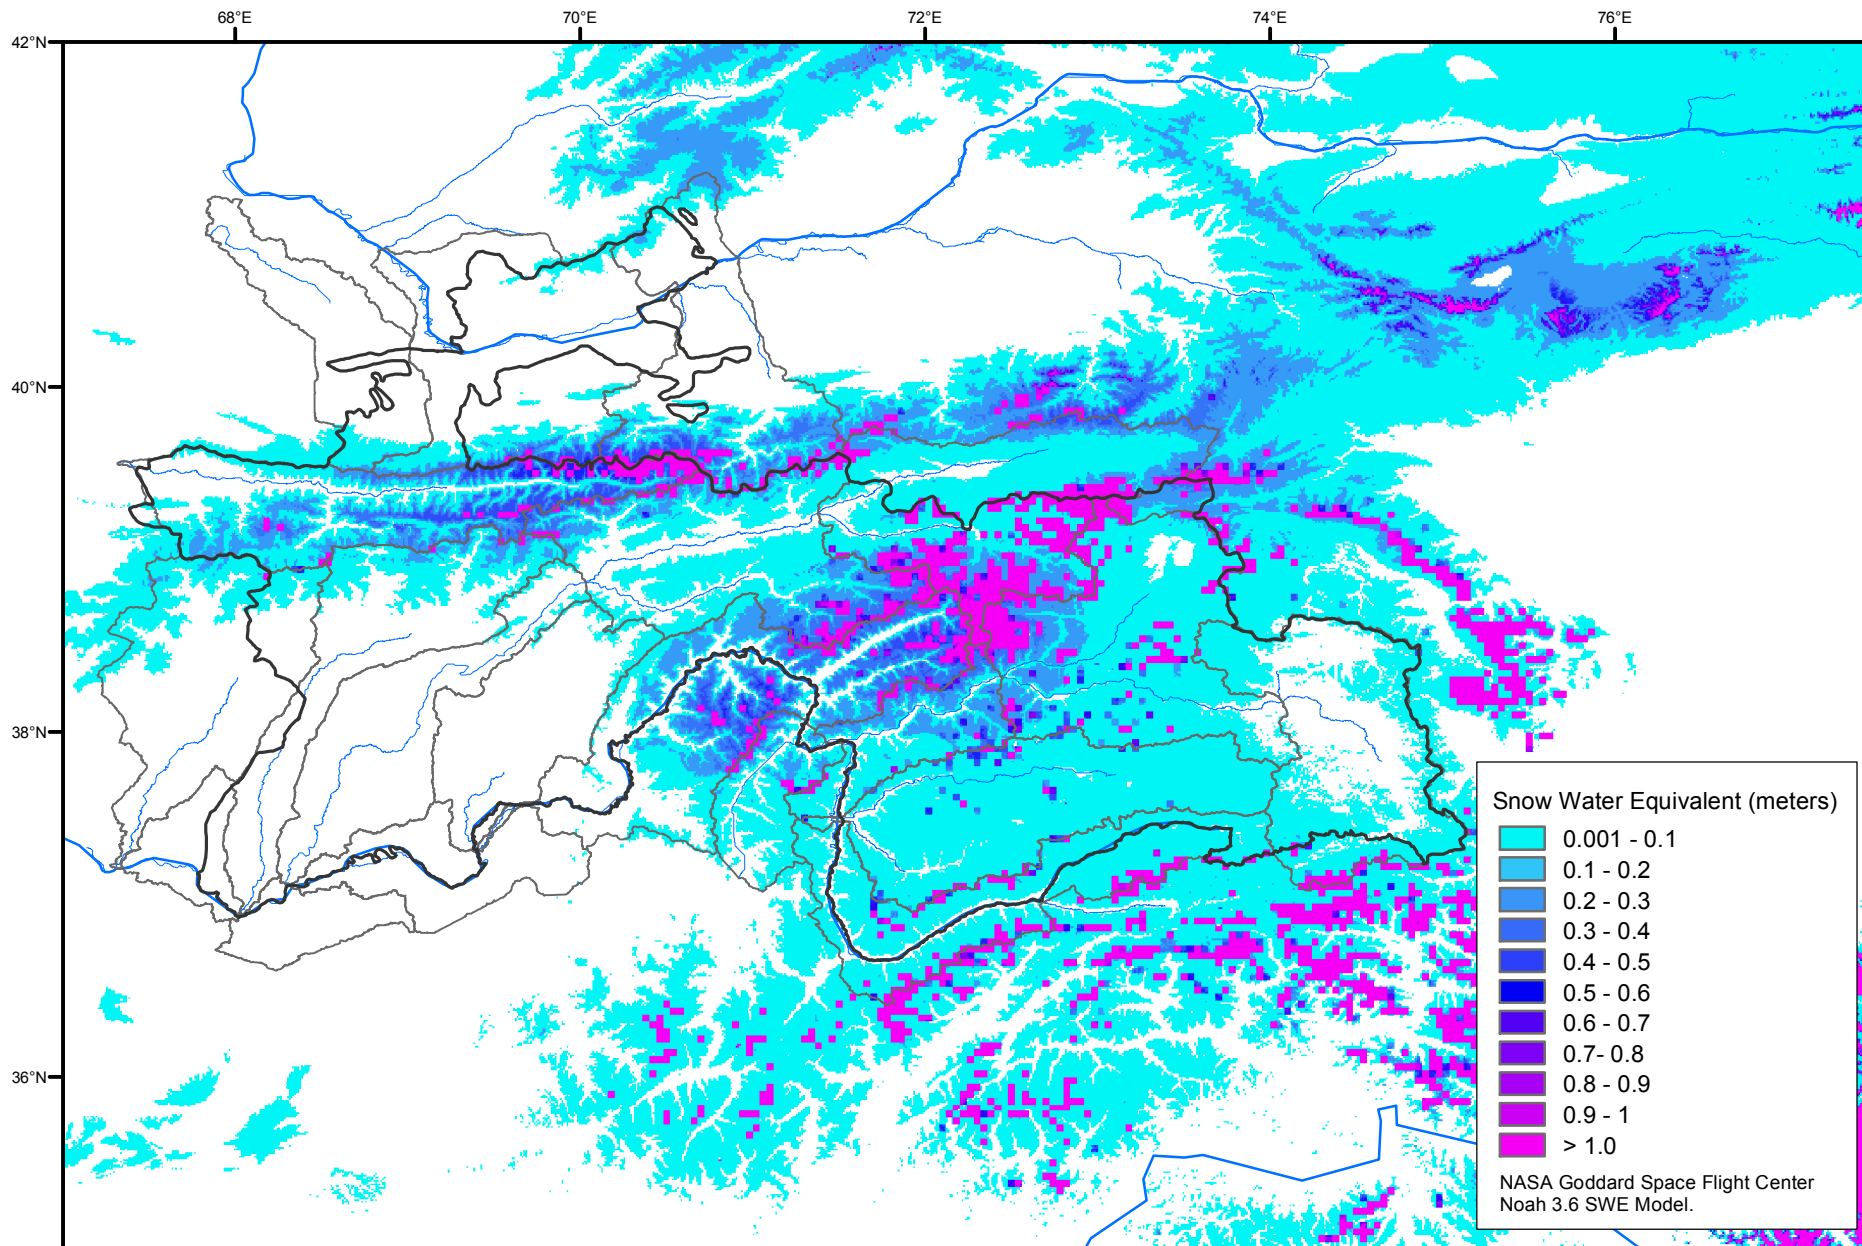 68°E 70°E 72°E 74°E 76°E
42°N
40°N
38°N
36°N
Snow Water Equivalent (meters)
0.001 - 0.1
0.1 - 0.2
0.2 - 0.3
0.3 - 0.4
0.4 - 0.5
0.5 - 0.6
0.6 - 0.7
0.7- 0.8
0.8 - 0.9
0.9 - 1
> 1.0
NASA Goddard Space Flight Center
Noah 3.6 SWE Model.